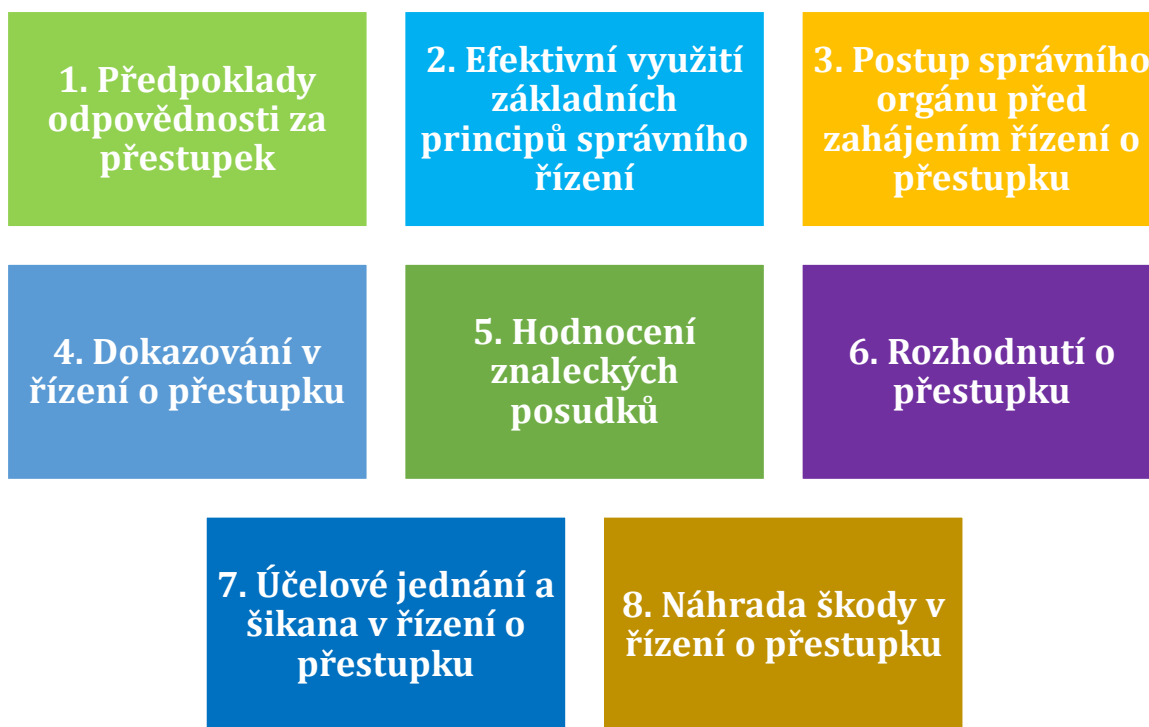 1. Předpoklady
odpovědnosti za
přestupek
2. Efektivní využití
základních
principů správního
řízení
3. Postup správního
orgánu před
zahájením řízení o
přestupku
4. Dokazování v
řízení o přestupku
5. Hodnocení
znaleckých
posudků
6. Rozhodnutí o
přestupku
7. Účelové jednání a
šikana v řízení o
přestupku
8. Náhrada škody v
řízení o přestupku